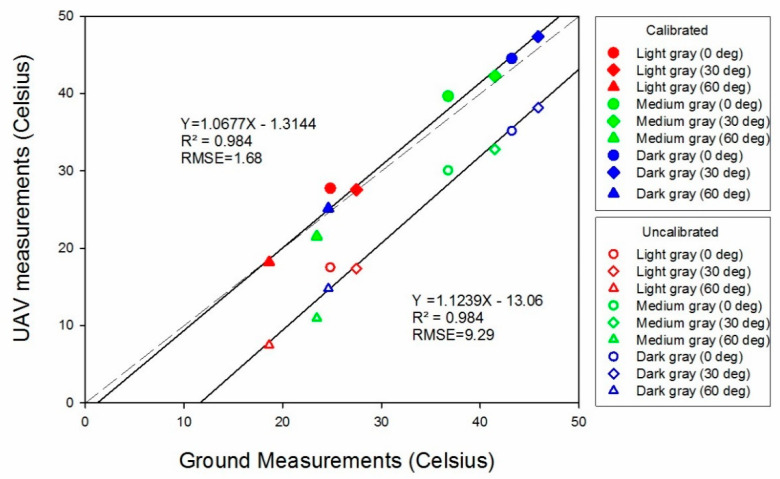 50
40
30
20
10
0
UAV measurements (Celsius)
Y=1.0677X - 1.3144
R² = 0.984
RMSE=1.68
Y =1.1239X - 13.06
R² = 0.984
RMSE=9.29
0 10 20 30 40 50
Ground Measurements (Celsius)
Calibrated
Light gray (0 deg)
Light gray (30 deg)
Light gray (60 deg)
Medium gray (0 deg)
Medium gray (30 deg)
Medium gray (60 deg)
Dark gray (0 deg)
Dark gray (30 deg)
Dark gray (60 deg)
Uncalibrated
Light gray (0 deg)
Light gray (30 deg)
Light gray (60 deg)
Medium gray (0 deg)
Medium gray (30 deg)
Medium gray (60 deg)
Dark gray (0 deg)
Dark gray (30 deg)
Dark gray (60 deg)